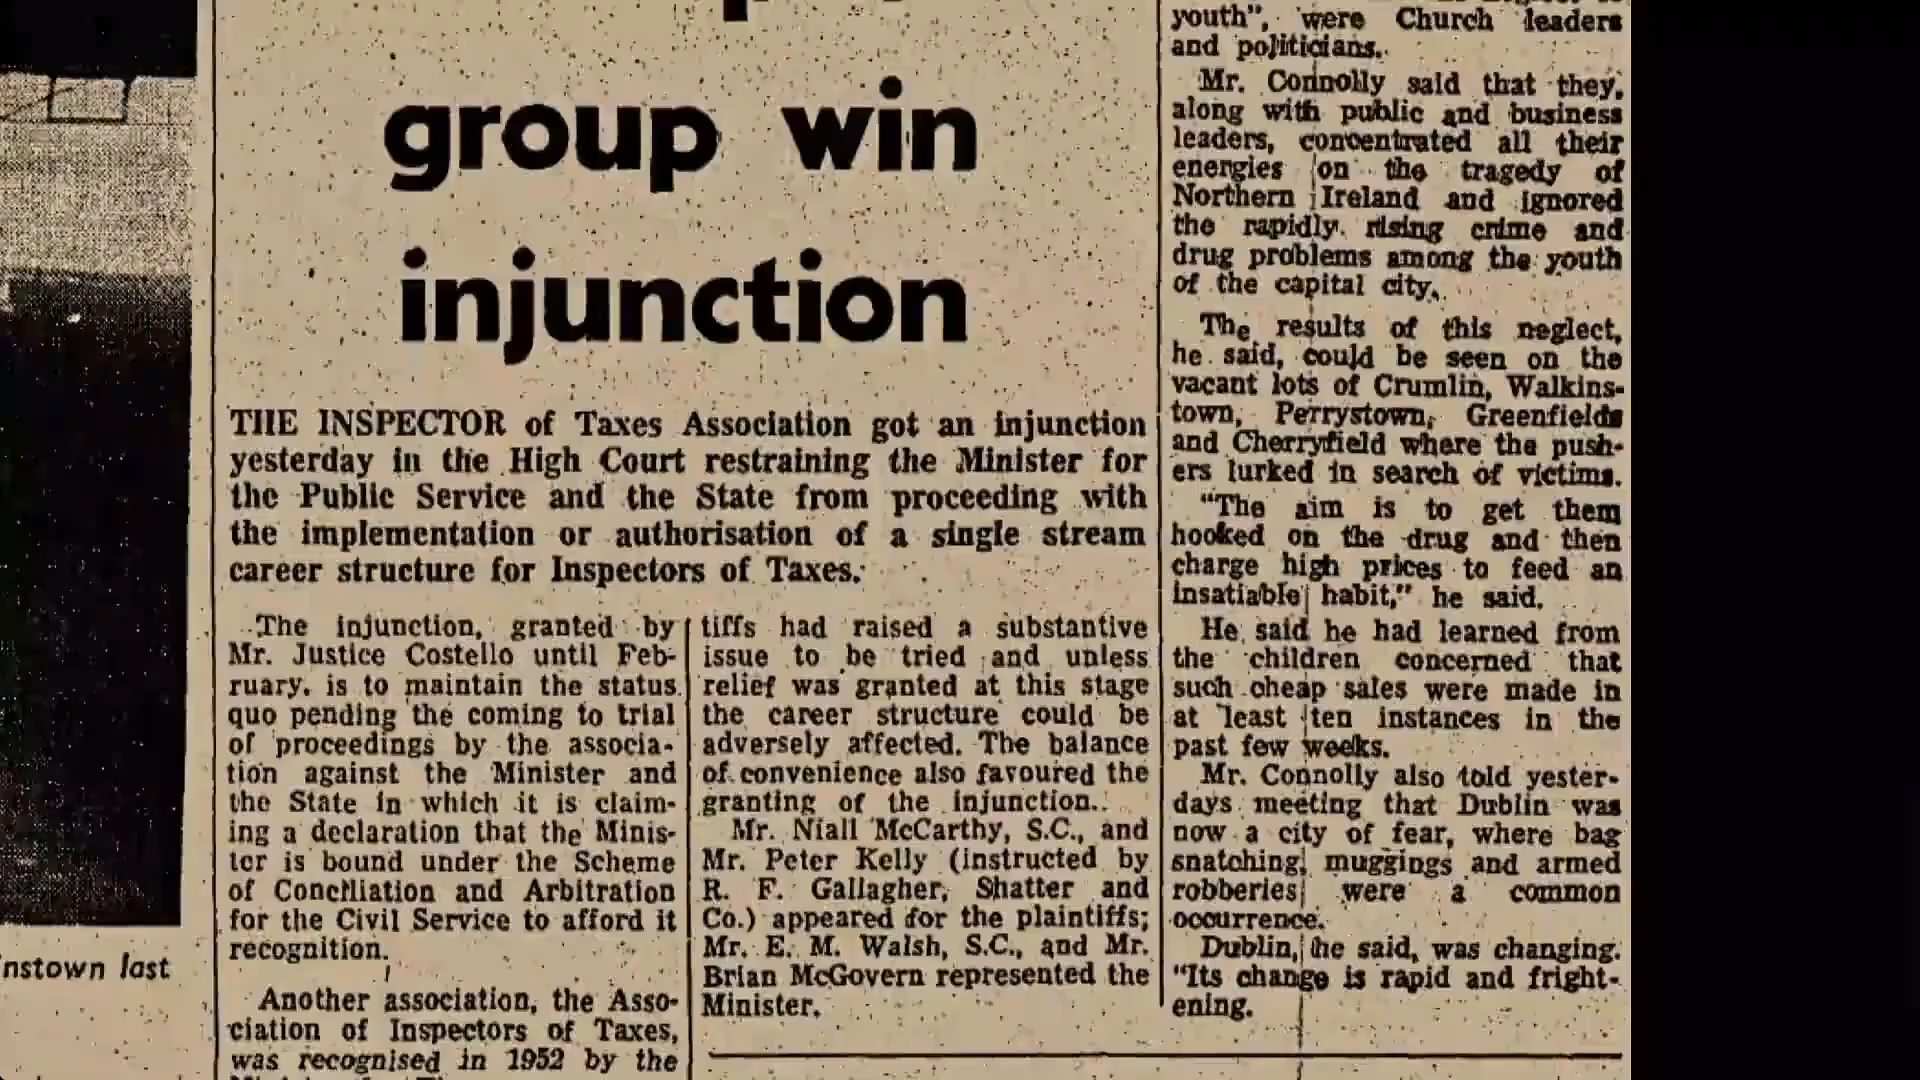 nstown last
group win
injunction
THE INSPECTOR of Taxes Association got an injunction
yesterday in the High Court restraining the Minister for
the Public Service and the State from proceeding with
the implementation or authorisation of a single stream
career structure for Inspectors of Taxes.
The injunction, granted by
Mr. Justice Costello until Feb-
ruary, is to maintain the status
quo pending the coming to trial
of proceedings by the associa-
tion against the Minister and
the State in which it is claim-
ing a declaration that the Minis-
ter is bound under the Scheme
of Conciliation and Arbitration
for the Civil Service to afford it
recognition.
Another association, the Asso-
ciation of Inspectors of Taxes,
was recognised in 1952 by the
tiffs had raised a substantive
issue to be tried and unless
relief was granted at this stage
the career structure could be
adversely affected. The balance
of convenience also favoured the
granting of the injunction.
Mr. Niall McCarthy, S.C., and
Mr. Peter Kelly (instructed by
R. F. Gallagher, Shatter and
Co.) appeared for the plaintiffs;
Mr. E. M. Walsh, S.C., and Mr.
Brian McGovern represented the
Minister.
youth", were Church leaders
and politicians.
Mr. Connolly said that they,
along with public and business
leaders, concentrated all their
energies on the tragedy of
Northern Ireland and ignored
the rapidly rising crime and
drug problems among the youth
of the capital city.
The results of this neglect,
he said, could be seen on the
vacant lots of Crumlin, Walkins-
town, Perrystown, Greenfields
and Cherryfield where the push-
ers lurked in search of victims.
"The aim is to get them
hooked on the drug and then
charge high prices to feed an
insatiable habit," he said.
He said he had learned from
the children concerned that
such cheap sales were made in
at least ten instances in the
past few weeks.
Mr. Connolly also told yester-
days meeting that Dublin was
now a city of fear, where bag
snatching, muggings and armed
robberies were a common
occurrence.
Dublin, he said, was changing.
"Its change is rapid and fright-
ening.